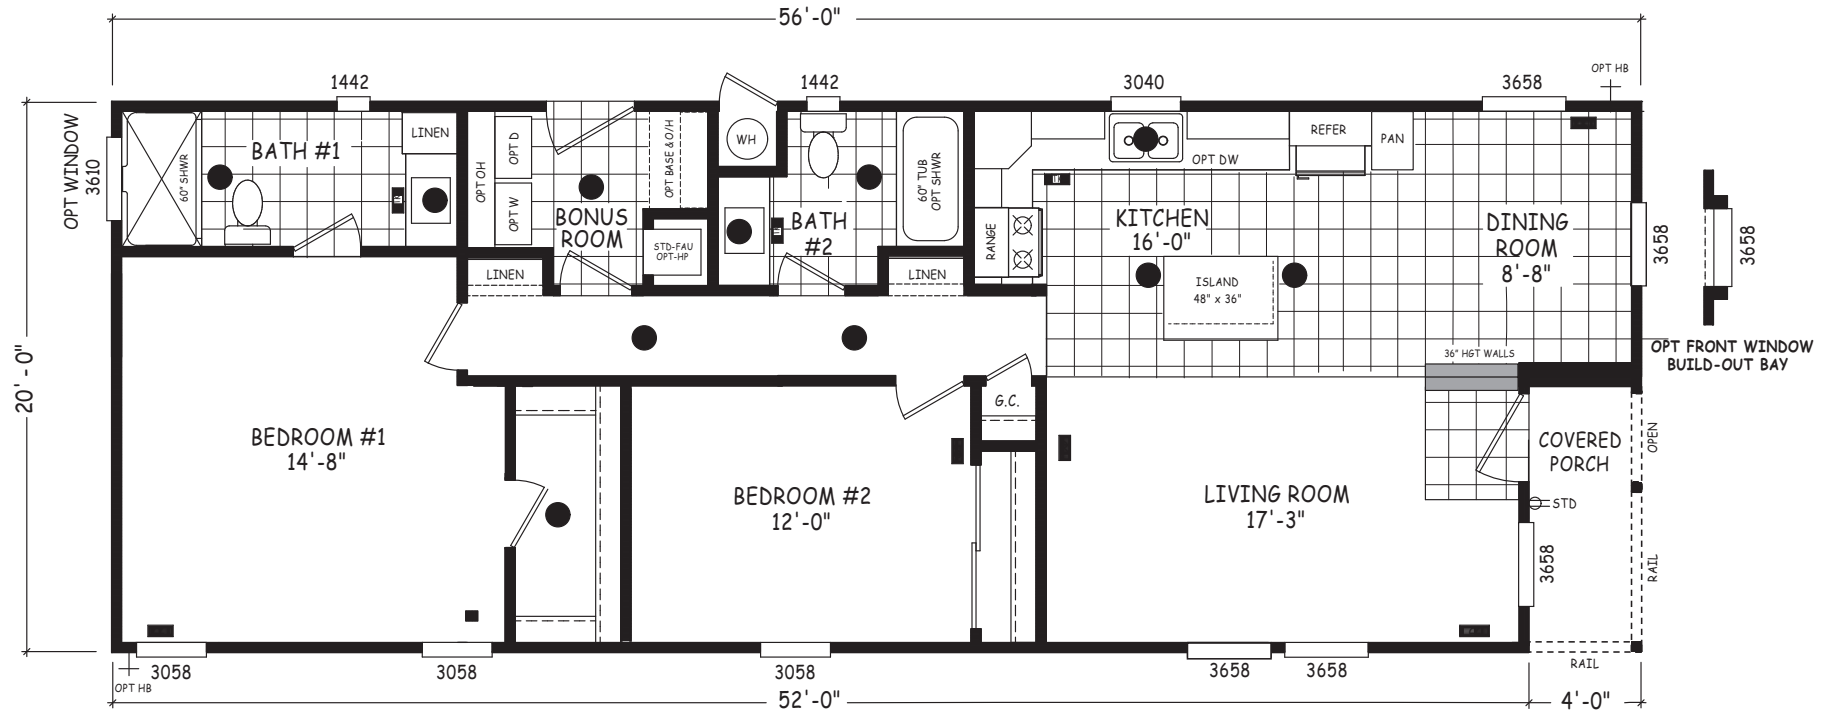 56'-0"
1442
1442
3040
3658
OPT HB
OPT WINDOW
3610
60" SHWR
BATH #1
LINEN
OPT OH
OPT D
OPT W
OPT BASE & O/H
BONUS
ROOM
STD-FAU
OPT-HP
WH
BATH
#2
60" TUB
OPT SHWR
LINEN
LINEN
OPT DW
REFER
PAN
RANGE
KITCHEN
16'-0"
ISLAND
48" x 36"
DINING
ROOM
8'-8"
3658
3658
OPT FRONT WINDOW
BUILD-OUT BAY
36" HGT WALLS
20'-0"
G.C.
BEDROOM #1
14'-8"
BEDROOM #2
12'-0"
LIVING ROOM
17'-3"
COVERED
PORCH
OPEN
STD
3658
RAIL
RAIL
3058
3058
3058
3658
3658
OPT HB
52'-0"
4'-0"